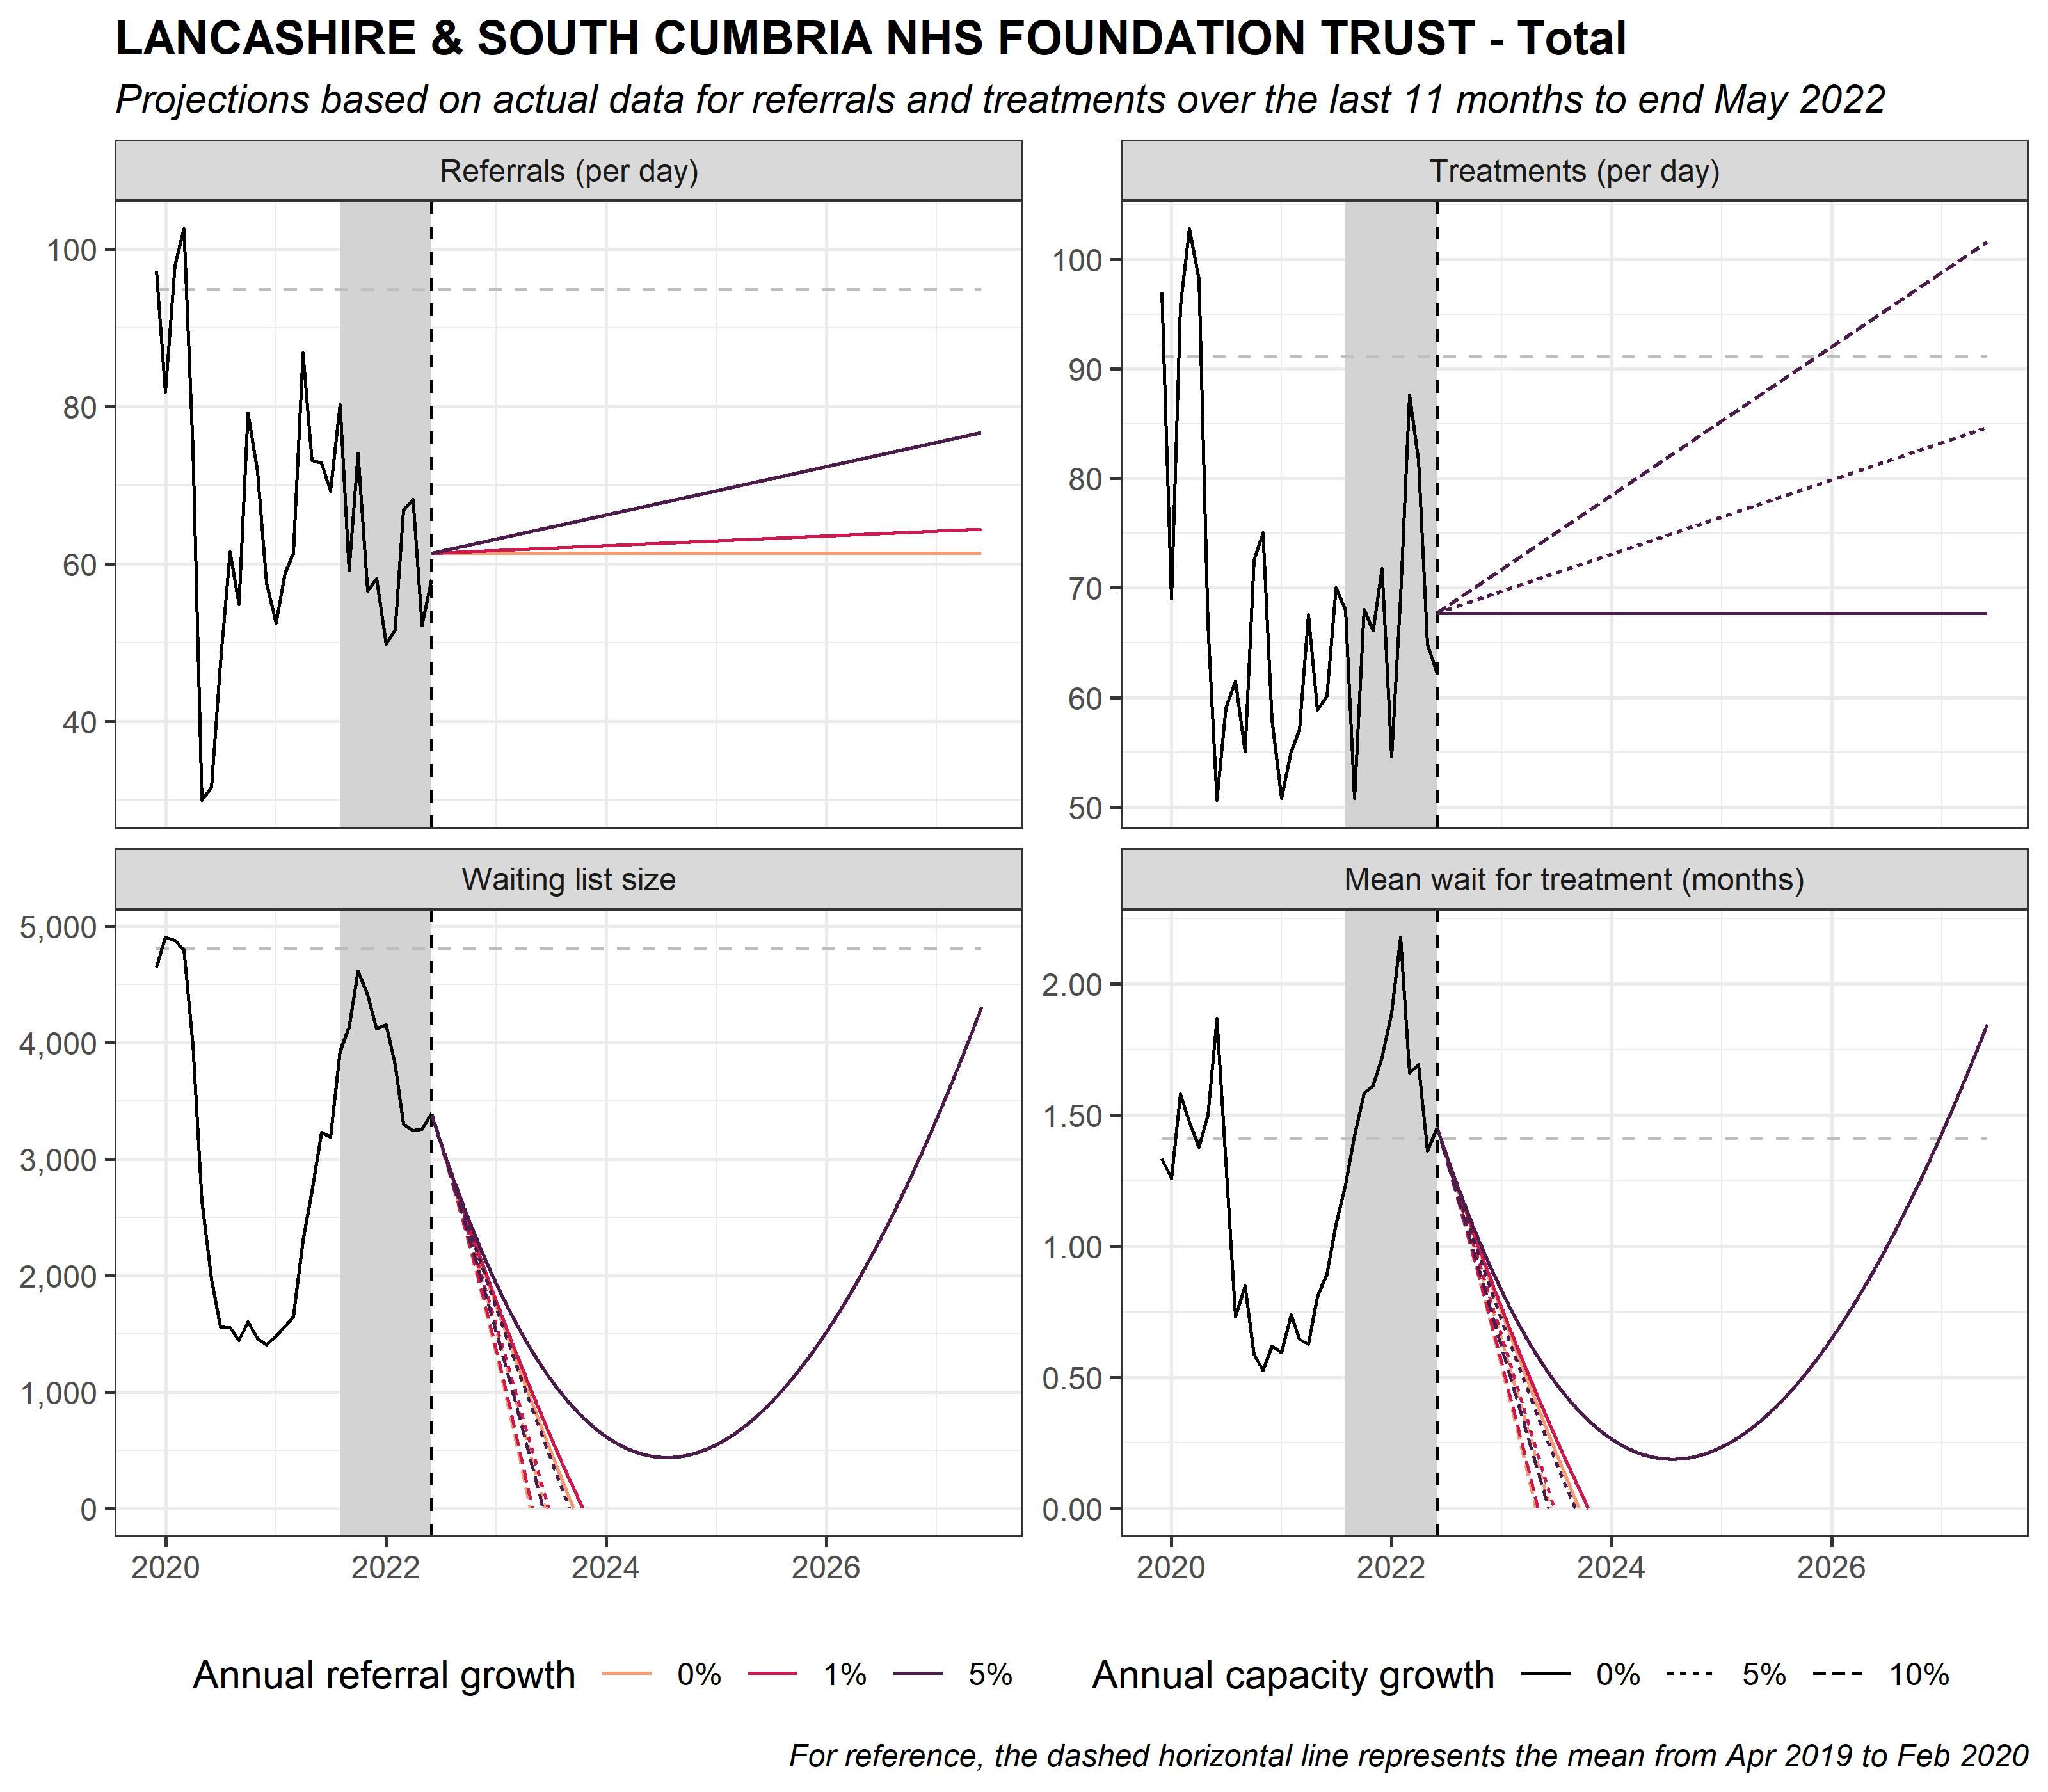 LANCASHIRE & SOUTH CUMBRIA NHS FOUNDATION TRUST - Total
Projections based on actual data for referrals and treatments over the last 11 months to end May 2022
Referrals (per day)
100
80
60
40
Treatments (per day)
100
90
80
70
60
50
Waiting list size
5,000
4,000
3,000
2,000
1,000
0
2020 2022 2024 2026
Mean wait for treatment (months)
2.00
1.50
1.00
0.50
0.00
2020 2022 2024 2026
Annual referral growth 0% 1% 5%
Annual capacity growth 0% 5% 10%
For reference, the dashed horizontal line represents the mean from Apr 2019 to Feb 2020